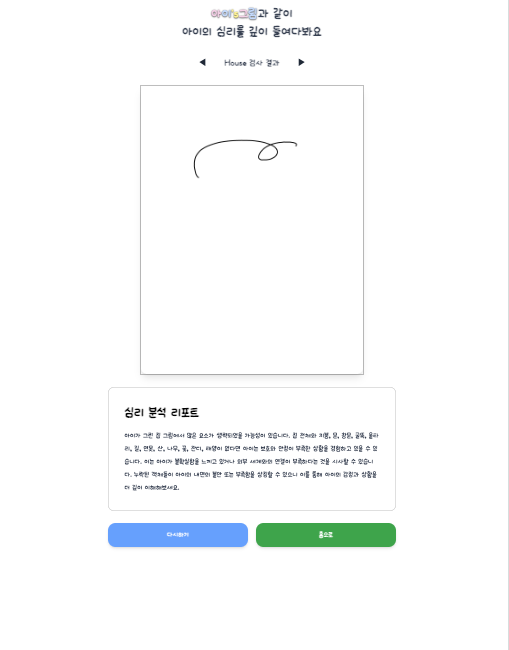 아이노그림과 같이
아이의 심리를 깊이 들여다봐요
◀ House 검사 결과 ▶
심리 분석 리포트
아이가 그린 집 그림에서 많은 요소가 생략되었을 가능성이 있습니다. 집 전체와 지붕, 문, 창문, 굴뚝, 울타
리, 길, 연못, 산, 나무, 꽃, 잔디, 태양이 없다면 아이는 보호와 안정이 부족한 상황을 경험하고 있을 수 있
습니다. 이는 아이가 불확실함을 느끼고 있거나 외부 세계와의 연결이 부족하다는 것을 시사할 수 있습니
다. 누락된 객체들이 아이의 내면의 불안 또는 부족함을 상징할 수 있으니 이를 통해 아이의 감정과 상황을
더 깊이 이해해보세요.
다시하기
홈으로